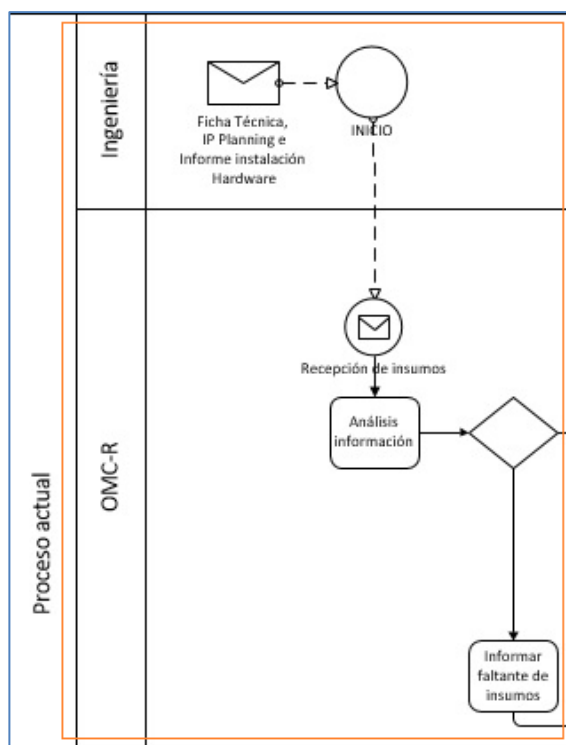 Proceso actual
Ingeniería
Ficha Técnica,
IP Planning e
Informe instalación
Hardware
INICIO
OMC-R
Recepción de insumos
Análisis
información
Informar
faltante de
insumos